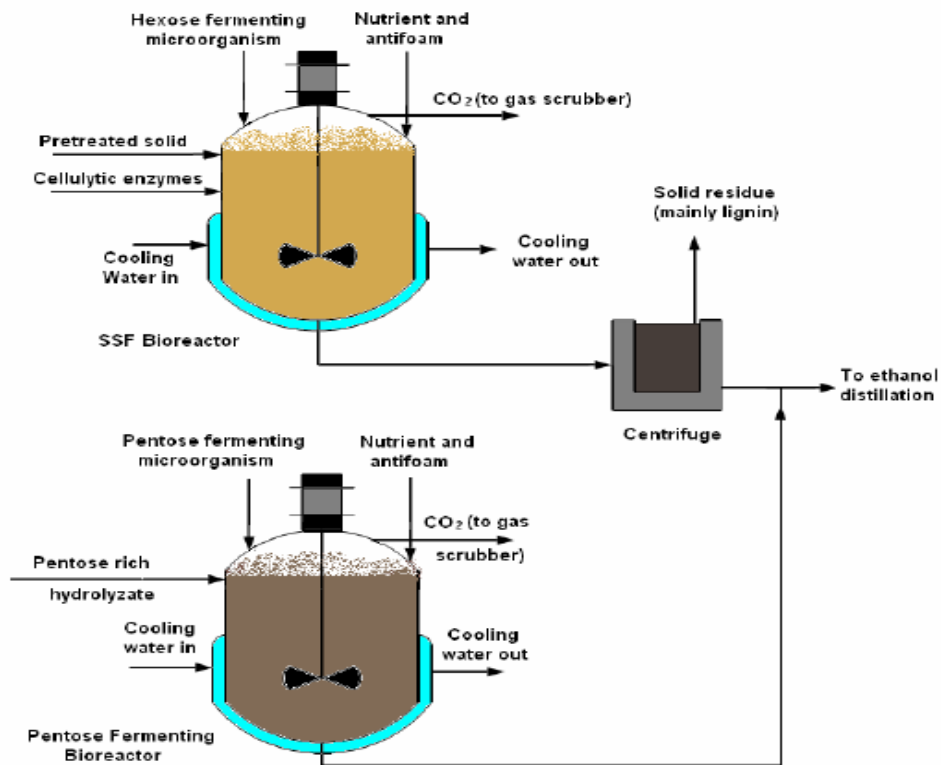 Hexose fermenting
microorganism
Nutrient and
antifoam
CO₂ (to gas scrubber)
Pretreated solid
Cellulytic enzymes
Cooling
Water in
Cooling
water out
SSF Bioreactor
Solid residue
(mainly lignin)
Centrifuge
To ethanol
distillation
Pentose fermenting
microorganism
Nutrient and
antifoam
CO₂ (to gas
scrubber)
Pentose rich
hydrolyzate
Cooling
water in
Cooling
water out
Pentose Fermenting
Bioreactor